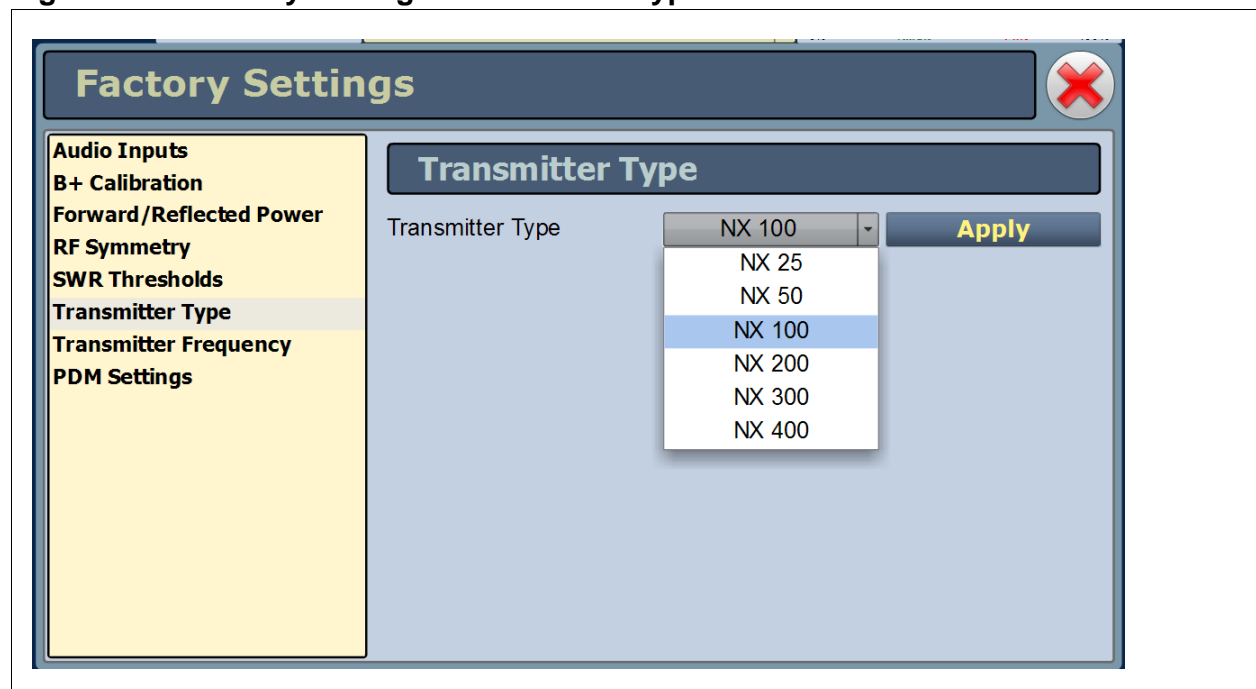 Factory Settings
Audio Inputs
B+ Calibration
Forward/Reflected Power
RF Symmetry
SWR Thresholds
Transmitter Type
Transmitter Frequency
PDM Settings
Transmitter Type
Transmitter Type NX 100 Apply
NX 25
NX 50
NX 100
NX 200
NX 300
NX 400